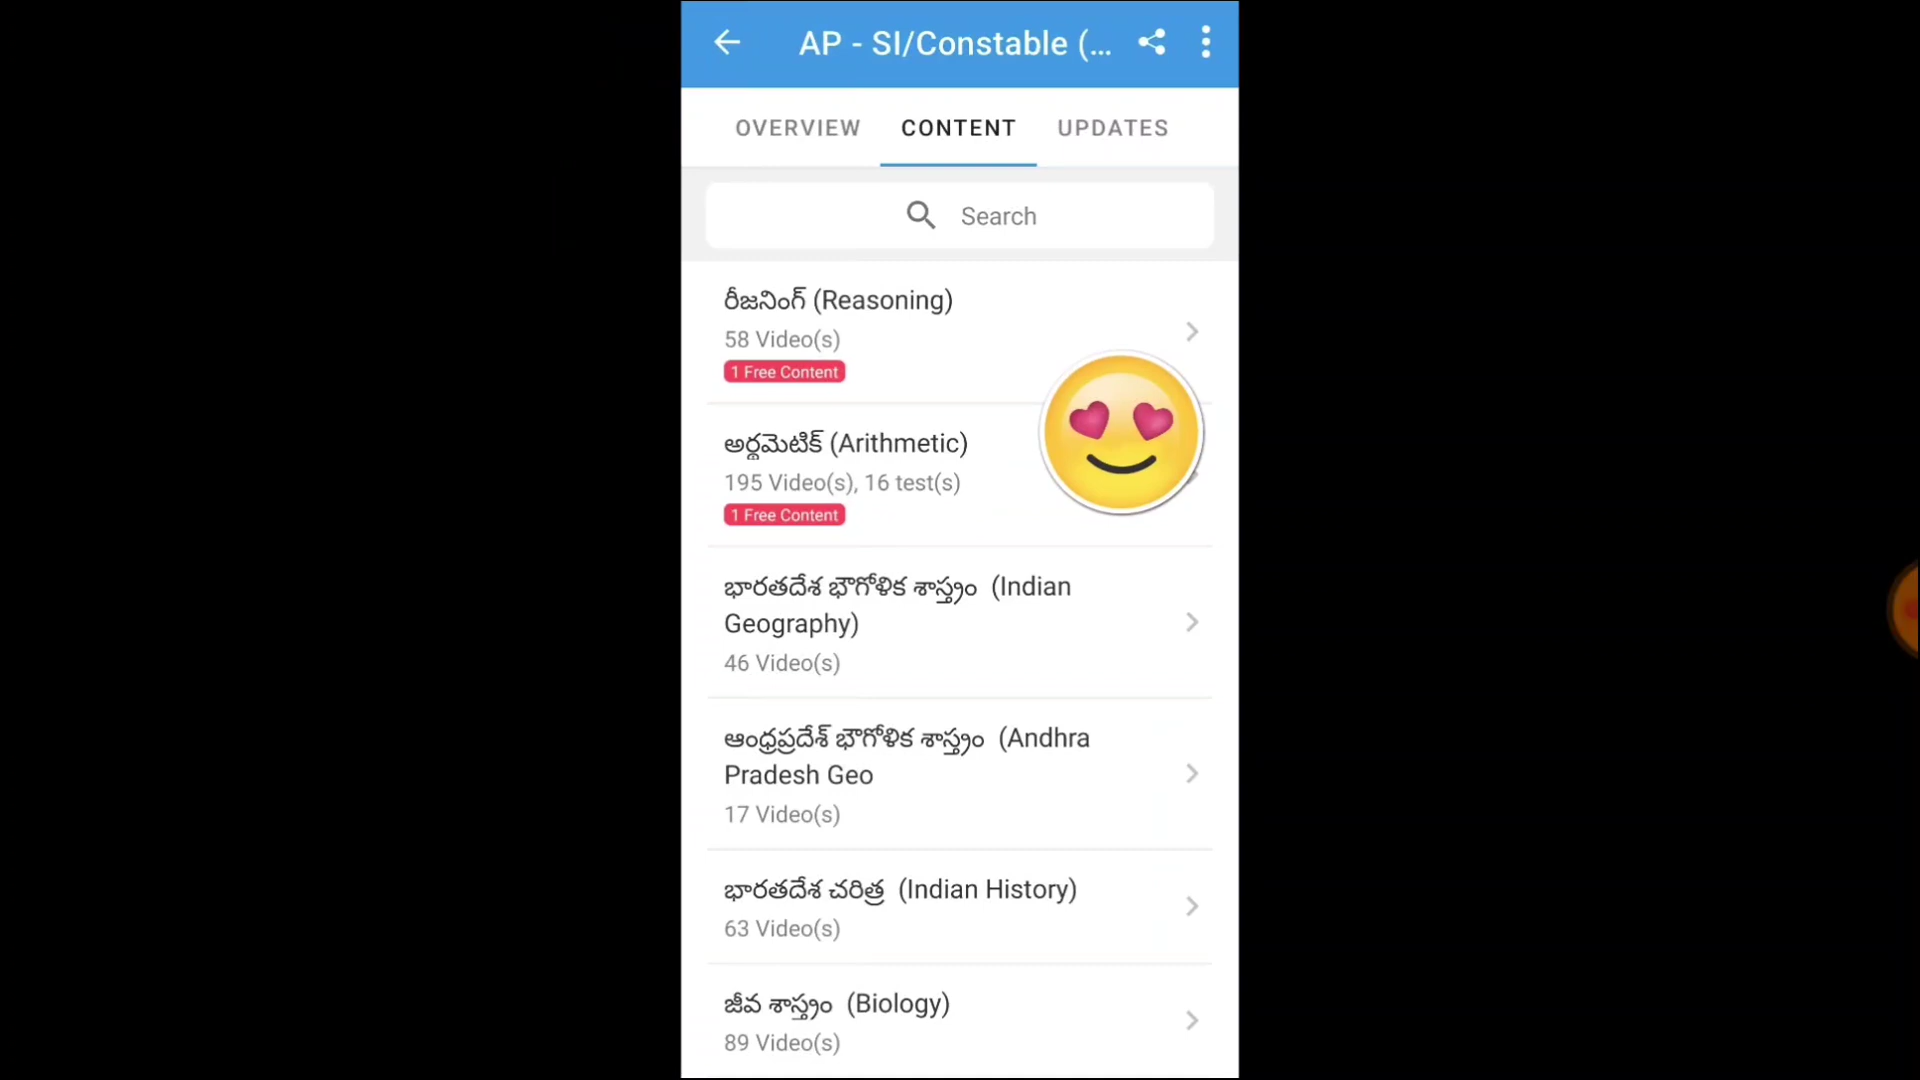 AP - SI/Constable (...
OVERVIEW CONTENT UPDATES
Search
రీజనింగ్ (Reasoning)
58 Video(s)
1 Free Content
అర్థమెటిక్ (Arithmetic)
195 Video(s), 16 test(s)
1 Free Content
భారతదేశ భౌగోళిక శాస్త్రం (Indian
Geography)
46 Video(s)
ఆంధ్రప్రదేశ్ భౌగోళిక శాస్త్రం (Andhra
Pradesh Geo
17 Video(s)
భారతదేశ చరిత్ర (Indian History)
63 Video(s)
జీవ శాస్త్రం (Biology)
89 Video(s)